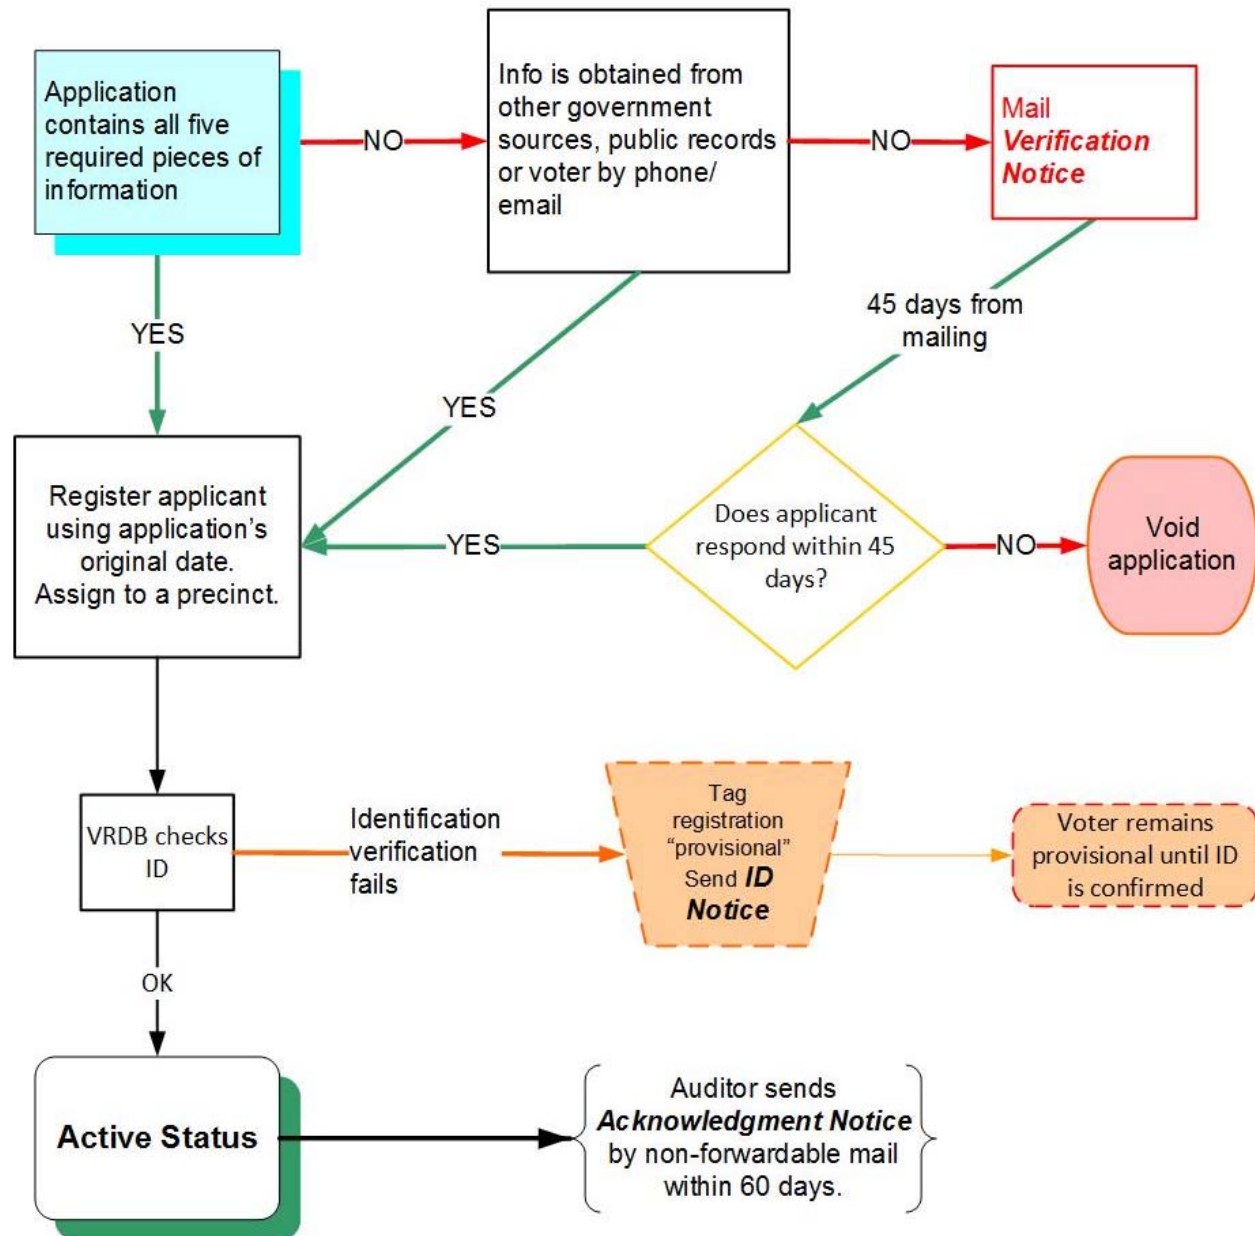 Application
contains all five
required pieces of
information
NO
Info is obtained from
other government
sources, public records
or voter by phone/
email
NO
Mail
Verification
Notice
YES
YES
45 days from
mailing
Register applicant
using application’s
original date.
Assign to a precinct.
YES
Does applicant
respond within 45
days?
NO
Void
application
VRDB checks
ID
Identification
verification
fails
Tag
registration
“provisional”
Send ID
Notice
Voter remains
provisional until ID
is confirmed
OK
Active Status
Auditor sends
Acknowledgment Notice
by non-forwardable mail
within 60 days.